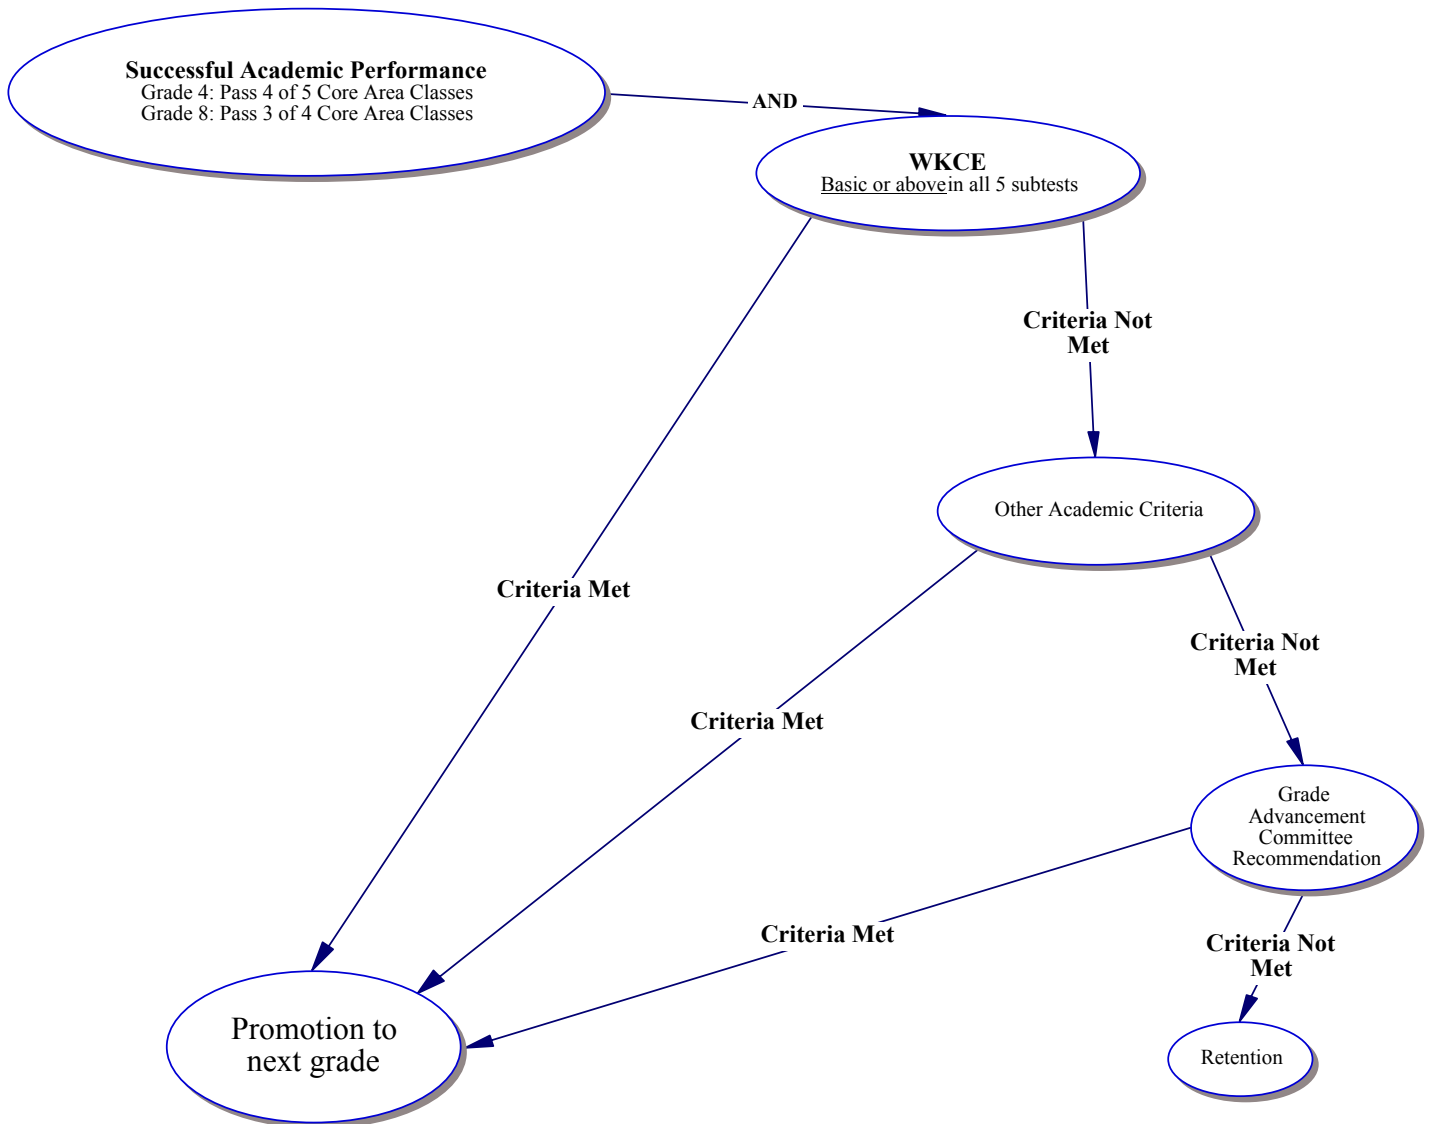 Successful Academic Performance
Grade 4: Pass 4 of 5 Core Area Classes
Grade 8: Pass 3 of 4 Core Area Classes
AND
WKCE
Basic or above in all 5 subtests
Criteria Not
Met
Other Academic Criteria
Criteria Met
Criteria Not
Met
Criteria Met
Grade
Advancement
Committee
Recommendation
Criteria Met
Criteria Not
Met
Promotion to
next grade
Retention